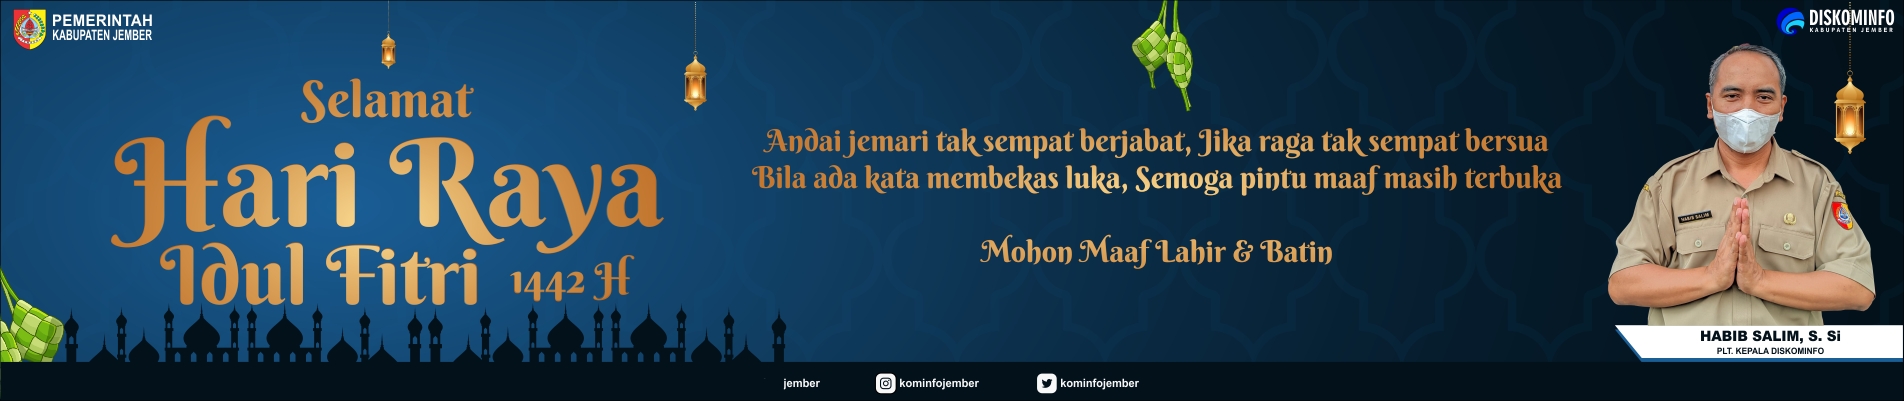 PEMERINTAH
KABUPATEN JEMBER
DISKOMINFO
KABUPATEN JEMBER
Selamat
Hari Raya
Idul Fitri 1442 H
Andai jemari tak sempat berjabat, Jika raga tak sempat bersua
Bila ada kata membekas luka, Semoga pintu maaf masih terbuka
Mohon Maaf Lahir & Batin
HABIB SALIM
HABIB SALIM, S. Si
PLT. KEPALA DISKOMINFO
jember
kominfojember
kominfojember